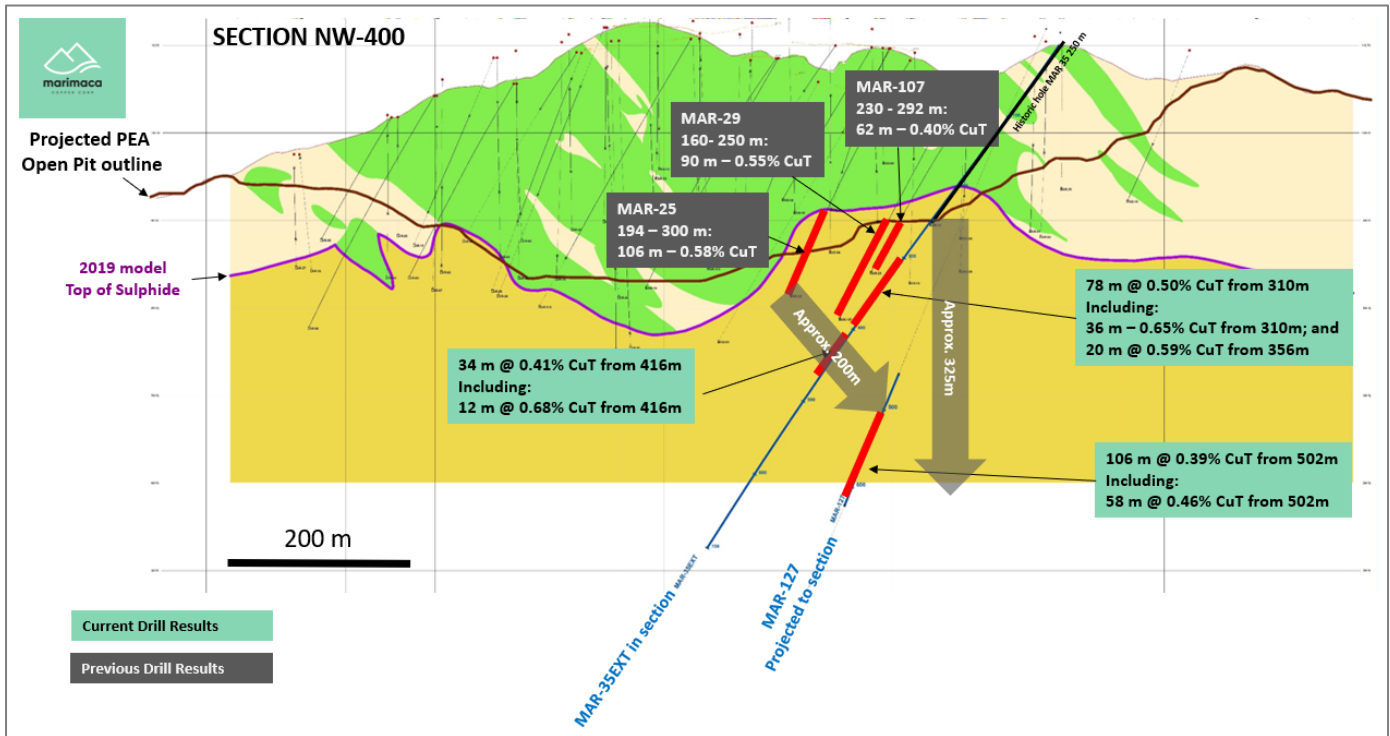 marimaca
COPPER CORP
SECTION NW-400
Projected PEA
Open Pit outline
2019 model
Top of Sulphide
MAR-29
160- 250 m:
90 m – 0.55% CuT
MAR-107
230 - 292 m:
62 m – 0.40% CuT
Historic hole MAR 35 250 m
MAR-25
194 – 300 m:
106 m – 0.58% CuT
78 m @ 0.50% CuT from 310m
Including:
36 m – 0.65% CuT from 310m; and
20 m @ 0.59% CuT from 356m
34 m @ 0.41% CuT from 416m
Including:
12 m @ 0.68% CuT from 416m
Approx. 200m
Approx. 325m
106 m @ 0.39% CuT from 502m
Including:
58 m @ 0.46% CuT from 502m
200 m
MAR-35EXT
MAR-35EXT in section
MAR-127
Projected to section
Current Drill Results
Previous Drill Results